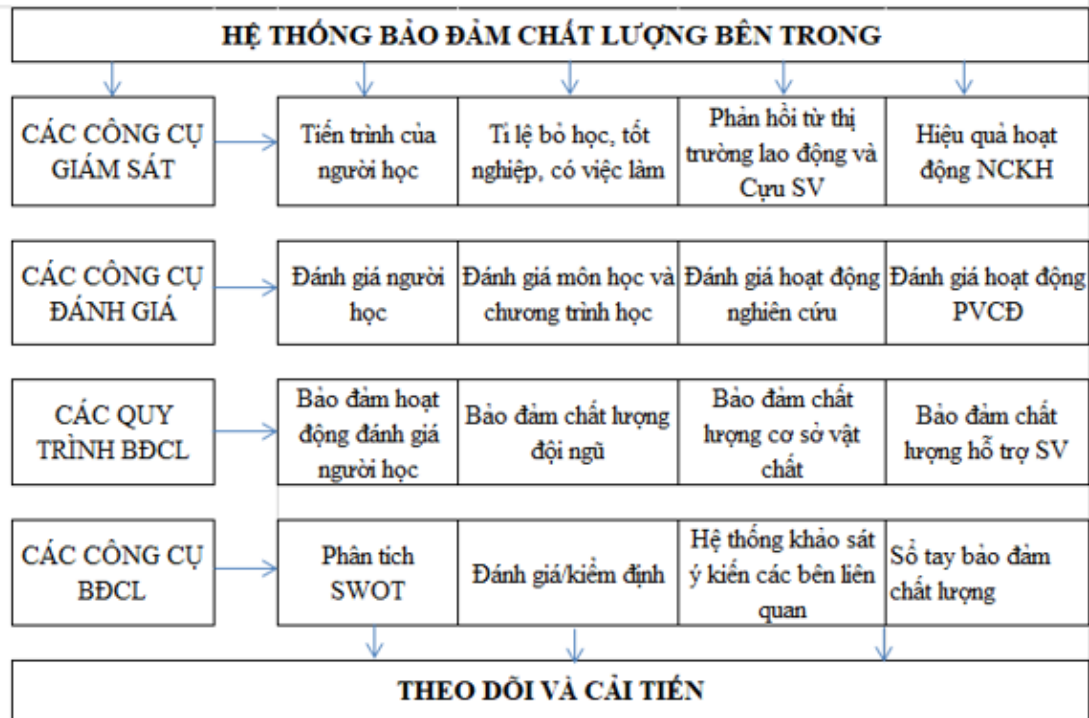 HỆ THỐNG BẢO ĐẢM CHẤT LƯỢNG BÊN TRONG
CÁC CÔNG CỤ
GIÁM SÁT
Tiến trình của
người học
Tỉ lệ bỏ học, tốt
nghiệp, có việc làm
Phản hồi từ thị
trường lao động và
Cựu SV
Hiệu quả hoạt
động NCKH
CÁC CÔNG CỤ
ĐÁNH GIÁ
Đánh giá người
học
Đánh giá môn học và
chương trình học
Đánh giá hoạt động
nghiên cứu
Đánh giá hoạt động
PVCĐ
CÁC QUY
TRÌNH BĐCL
Bảo đảm hoạt
động đánh giá
người học
Bảo đảm chất lượng
đội ngũ
Bảo đảm chất
lượng cơ sở vật
chất
Bảo đảm chất
lượng hỗ trợ SV
CÁC CÔNG CỤ
BĐCL
Phân tích
SWOT
Đánh giá/kiểm định
Hệ thống khảo sát
ý kiến các bên liên
quan
Sổ tay bảo đảm
chất lượng
THEO DÕI VÀ CẢI TIẾN